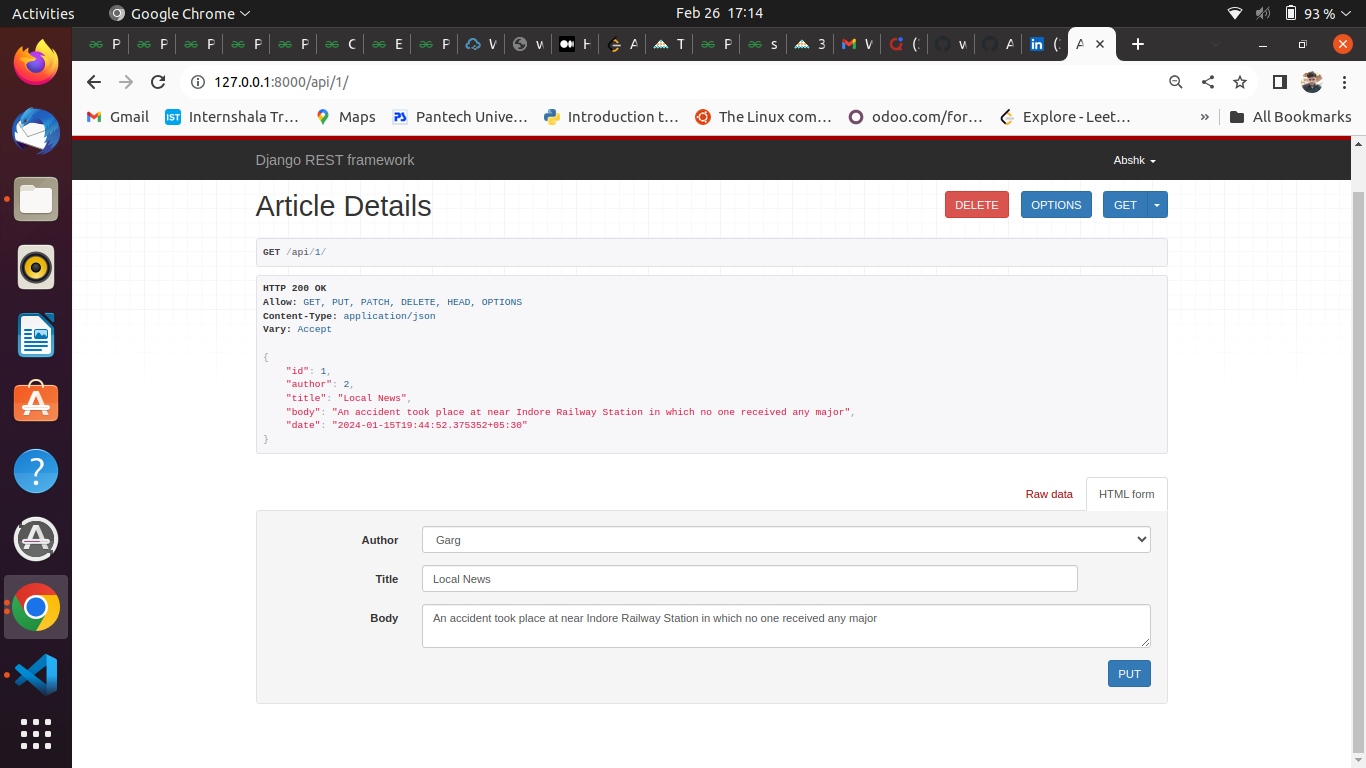 Activities Google Chrome Feb 26 17:14 93 %
P P P P P C E P W w H A T P s 3 V (: w A (: A
127.0.0.1:8000/api/1/
Gmail Internshala Tr… Maps Pantech Unive… Introduction t… The Linux com… odoo.com/for… Explore - Leet… » All Bookmarks
Django REST framework Abshk
Article Details DELETE OPTIONS GET
GET /api/1/
HTTP 200 OK
Allow: GET, PUT, PATCH, DELETE, HEAD, OPTIONS
Content-Type: application/json
Vary: Accept
{
"id": 1,
"author": 2,
"title": "Local News",
"body": "An accident took place at near Indore Railway Station in which no one received any major",
"date": "2024-01-15T19:44:52.375352+05:30"
}
Raw data HTML form
Author Garg
Title Local News
Body An accident took place at near Indore Railway Station in which no one received any major
PUT